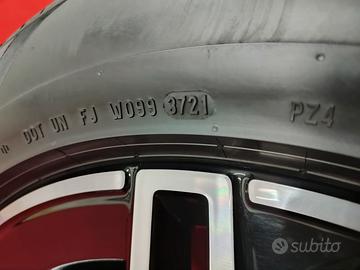 DOT UN FJ W099 3721 PZ4
subito